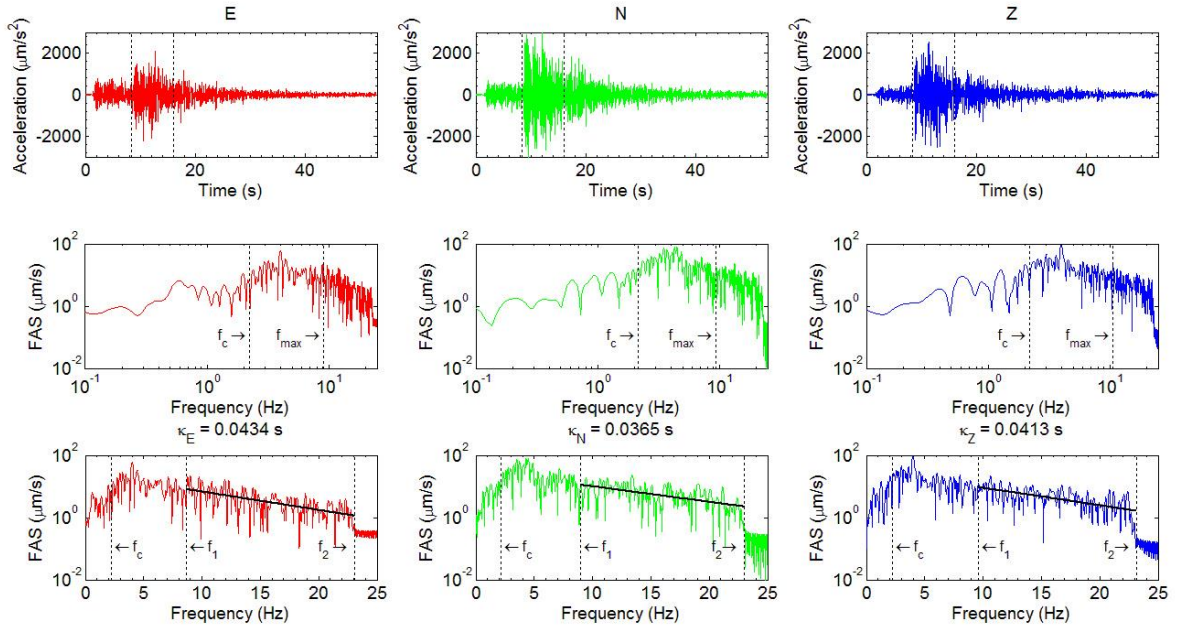 E N Z
Acceleration (μm/s²) Acceleration (μm/s²) Acceleration (μm/s²)
2000 2000 2000
0 0 0
-2000 -2000 -2000
0 20 40 0 20 40 0 20 40
Time (s) Time (s) Time (s)
FAS (μm/s) FAS (μm/s) FAS (μm/s)
10² 10² 10²
10⁰ 10⁰ 10⁰
f_c → f_max → f_c → f_max → f_c → f_max →
10⁻² 10⁻² 10⁻²
10⁻¹ 10⁰ 10¹ 10⁻¹ 10⁰ 10¹ 10⁻¹ 10⁰ 10¹
Frequency (Hz) Frequency (Hz) Frequency (Hz)
κ_E = 0.0434 s κ_N = 0.0365 s κ_Z = 0.0413 s
FAS (μm/s) FAS (μm/s) FAS (μm/s)
10² 10² 10²
10⁰ 10⁰ 10⁰
← f_c ← f₁ f₂ → ← f_c ← f₁ f₂ → ← f_c ← f₁ f₂ →
10⁻² 10⁻² 10⁻²
0 5 10 15 20 25 0 5 10 15 20 25 0 5 10 15 20 25
Frequency (Hz) Frequency (Hz) Frequency (Hz)